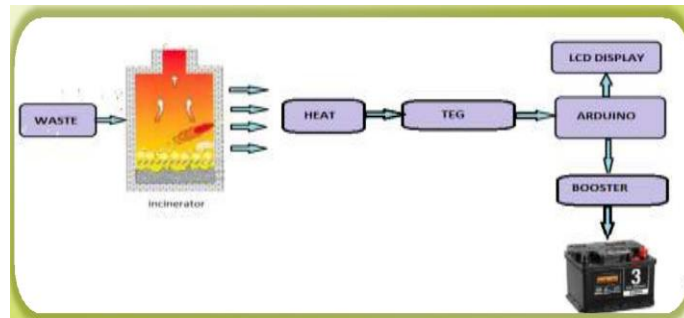 LCD DISPLAY
WASTE
HEAT
TEG
ARDUINO
BOOSTER
incinerator
3